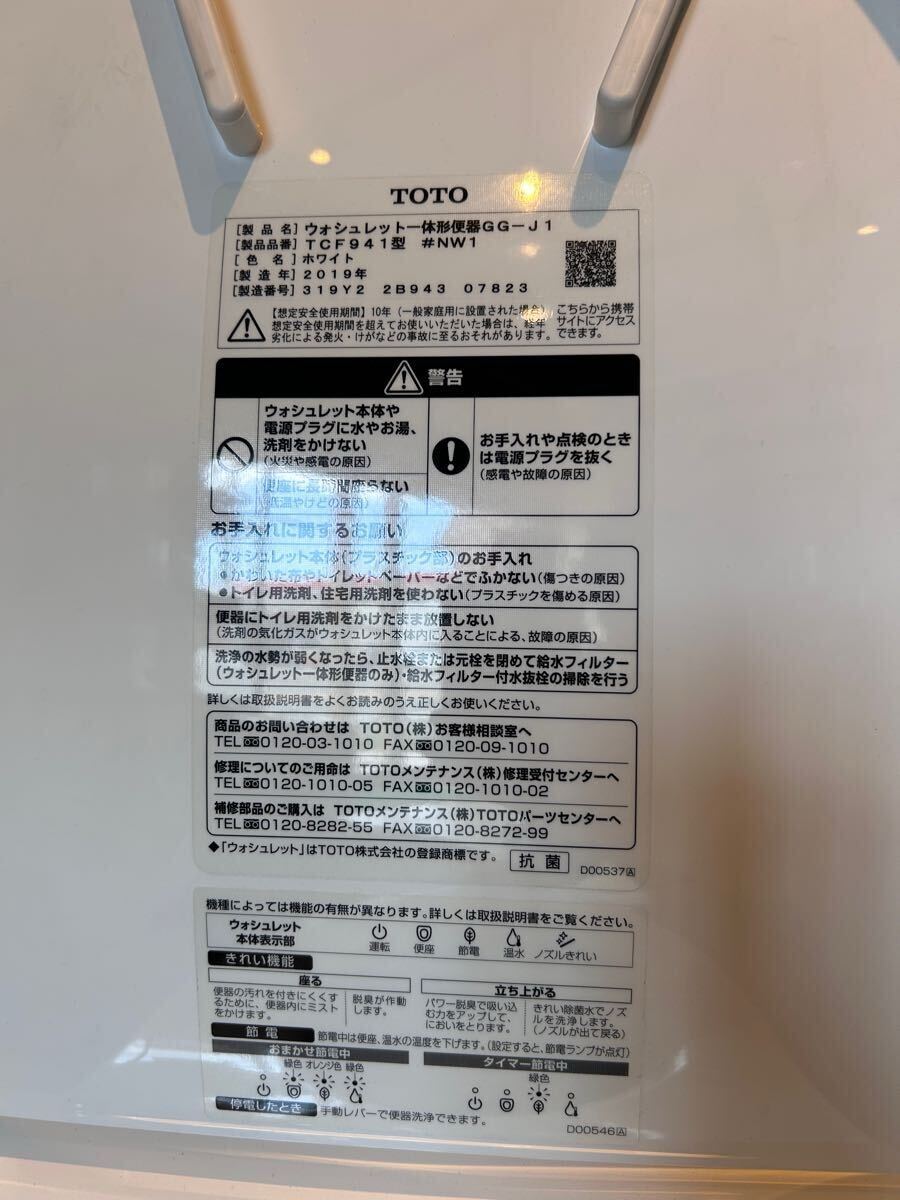 TOTO
[製品名] ウォシュレット一体形便器GG-J1
[製品品番] TCF941型 #NW1
[色名] ホワイト
[製造年] 2019年
[製造番号] 319Y2 2B943 07823
【想定安全使用期間】10年(一般家庭用に設置された場合)
想定安全使用期間を超えてお使いいただいた場合は、経年
劣化による発火・けがなどの事故に至るおそれがあります。
こちらから携帯
サイトにアクセス
できます。
警告
ウォシュレット本体や
電源プラグに水やお湯、
洗剤をかけない
(火災や感電の原因)
便座に長時間座らない
(低温やけどの原因)
お手入れや点検のとき
は電源プラグを抜く
(感電や故障の原因)
お手入れに関するお願い
ウォシュレット本体(プラスチック部)のお手入れ
●かわいた布やトイレットペーパーなどでふかない(傷つきの原因)
●トイレ用洗剤、住宅用洗剤を使わない(プラスチックを傷める原因)
便器にトイレ用洗剤をかけたまま放置しない
(洗剤の気化ガスがウォシュレット本体内に入ることによる、故障の原因)
洗浄の水勢が弱くなったら、止水栓または元栓を閉めて給水フィルター
(ウォシュレット一体形便器のみ)・給水フィルター付水抜栓の掃除を行う
詳しくは取扱説明書をよくお読みのうえ正しくお使いください。
商品のお問い合わせは TOTO(株)お客様相談室へ
TEL 0120-03-1010 FAX 0120-09-1010
修理についてのご用命は TOTOメンテナンス(株)修理受付センターへ
TEL 0120-1010-05 FAX 0120-1010-02
補修部品のご購入は TOTOメンテナンス(株)TOTOパーツセンターへ
TEL 0120-8282-55 FAX 0120-8272-99
◆「ウォシュレット」はTOTO株式会社の登録商標です。
抗菌
D00537A
機種によっては機能の有無が異なります。詳しくは取扱説明書をご覧ください。
ウォシュレット
本体表示部
運転 便座 節電 温水 ノズルきれい
きれい機能
座る
便器の汚れを付きにくくす
るために、便器内にミスト
をかけます。
脱臭が作動
します。
立ち上がる
パワー脱臭で吸い込
む力をアップして、
においをとります。
きれい除菌水でノズ
ルを洗浄します。
(ノズルが出て戻る)
節電 節電中は便座、温水の温度を下げます。(設定すると、節電ランプが点灯)
おまかせ節電中
緑色 オレンジ色 緑色
タイマー節電中
緑色
停電したとき 手動レバーで便器洗浄できます。
D00546A